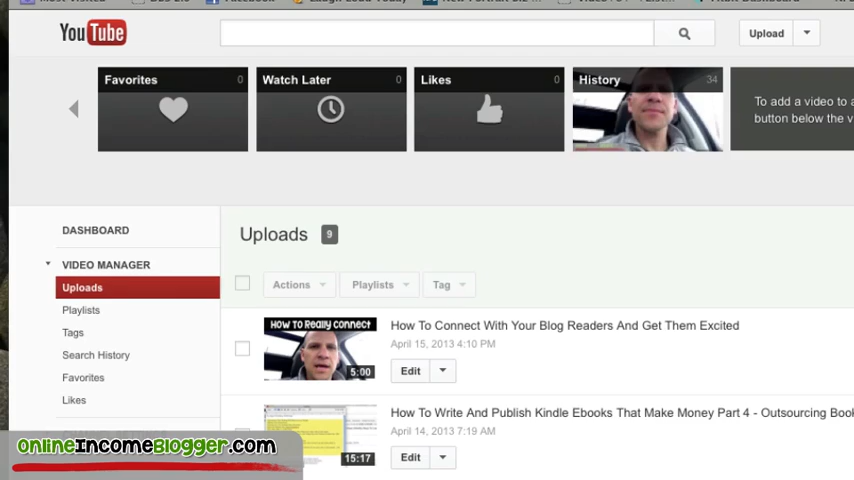 Most Visited
Facebook
YouTube
Upload
Favorites 0
Watch Later 0
Likes 0
History 34
To add a video to a
button below the v
DASHBOARD
Uploads 9
VIDEO MANAGER
Uploads
Actions
Playlists
Tag
Playlists
Tags
Search History
Favorites
Likes
HOW TO REALLY CONNECT
5:00
How To Connect With Your Blog Readers And Get Them Excited
April 15, 2013 4:10 PM
Edit
15:17
How To Write And Publish Kindle Ebooks That Make Money Part 4 - Outsourcing Book
April 14, 2013 7:19 AM
Edit
OnlineIncomeBlogger.com